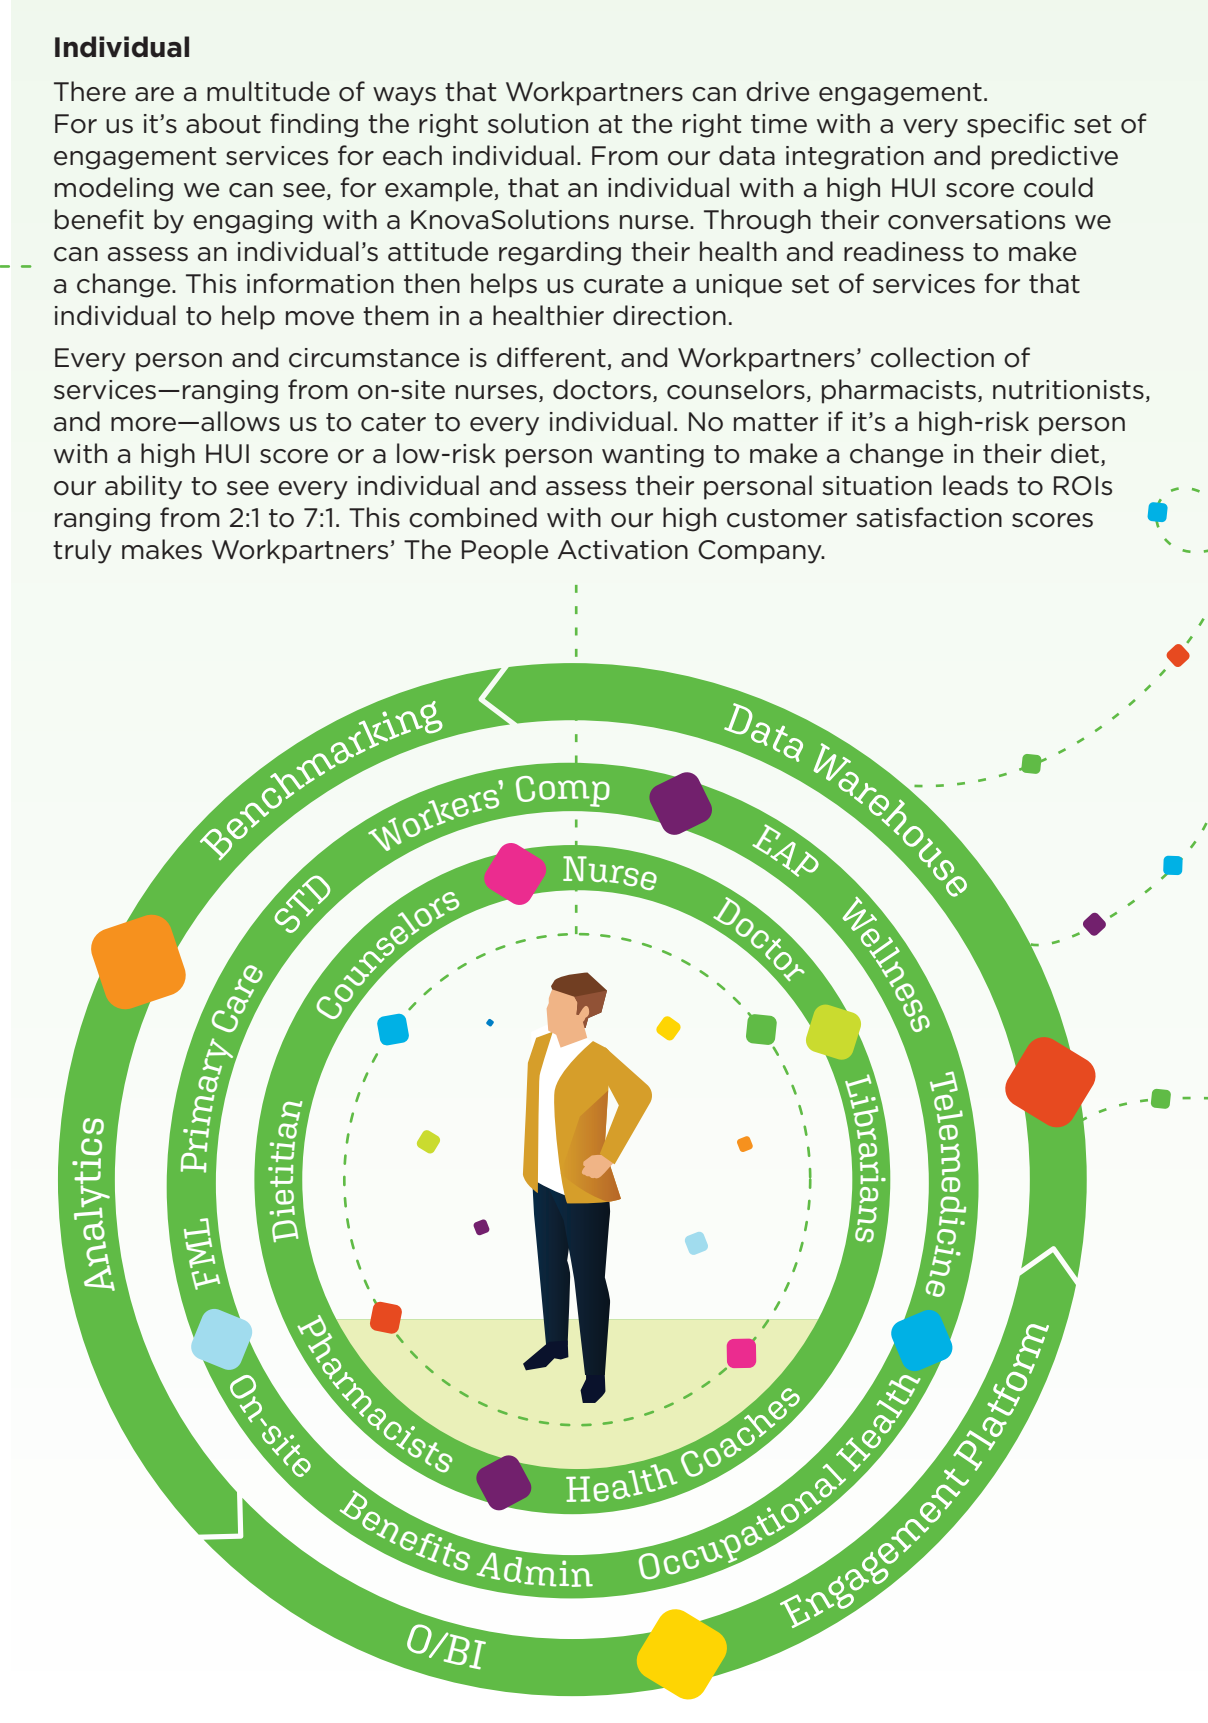 Individual
There are a multitude of ways that Workpartners can drive engagement.
For us it’s about finding the right solution at the right time with a very specific set of
engagement services for each individual. From our data integration and predictive
modeling we can see, for example, that an individual with a high HUI score could
benefit by engaging with a KnovaSolutions nurse. Through their conversations we
can assess an individual’s attitude regarding their health and readiness to make
a change. This information then helps us curate a unique set of services for that
individual to help move them in a healthier direction.
Every person and circumstance is different, and Workpartners’ collection of
services—ranging from on-site nurses, doctors, counselors, pharmacists, nutritionists,
and more—allows us to cater to every individual. No matter if it’s a high-risk person
with a high HUI score or a low-risk person wanting to make a change in their diet,
our ability to see every individual and assess their personal situation leads to ROIs
ranging from 2:1 to 7:1. This combined with our high customer satisfaction scores
truly makes Workpartners’ The People Activation Company.
Benchmarking
Data Warehouse
Engagement Platform
O/BI
Analytics
Workers’ Comp
EAP
Wellness
Telemedicine
Occupational Health
Benefits Admin
On-site
FML
Primary Care
STD
Nurse
Doctor
Librarians
Health Coaches
Pharmacists
Dietitian
Counselors